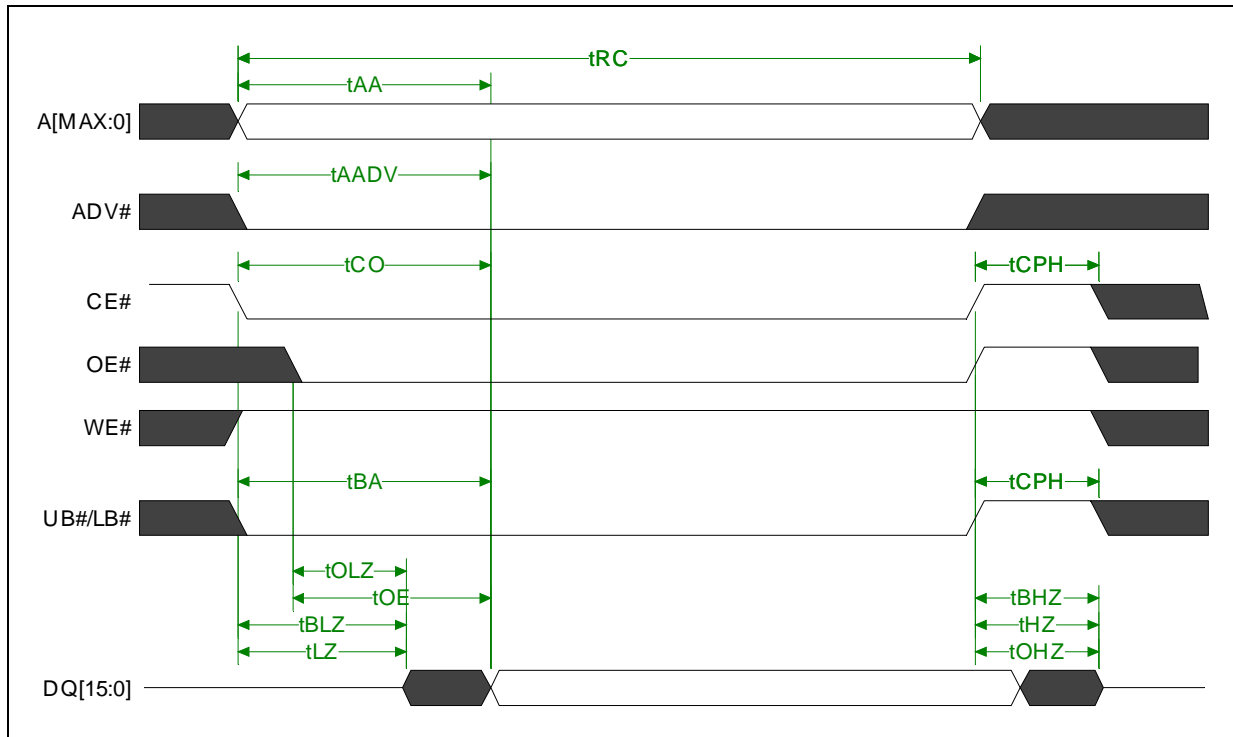 tRC
tAA
A[MAX:0]
tAADV
ADV#
tCO
tCPH
CE#
OE#
WE#
tBA
tCPH
UB#/LB#
tOLZ
tOE
tBHZ
tBLZ
tHZ
tLZ
tOHZ
DQ[15:0]